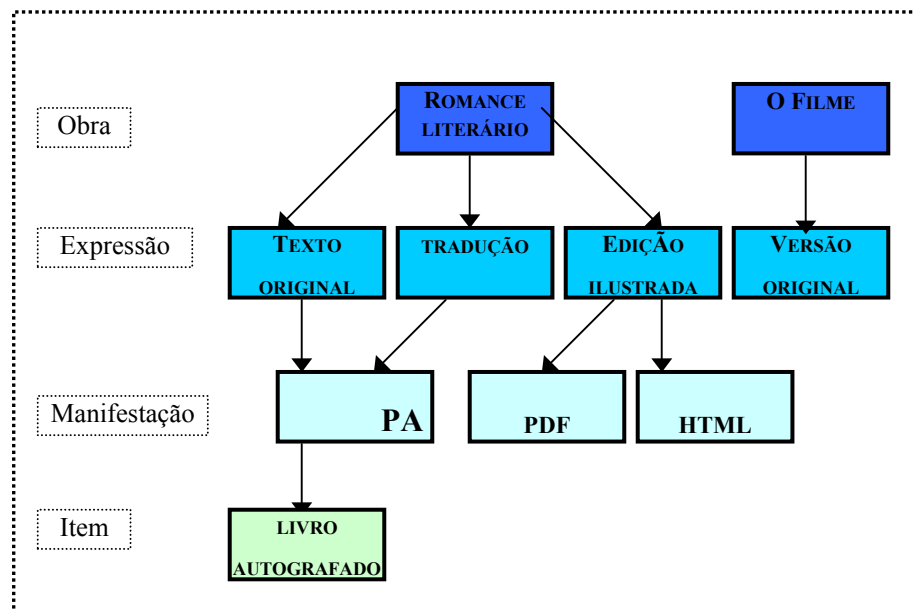 Obra
ROMANCE
LITERÁRIO
O FILME
Expressão
TEXTO
ORIGINAL
TRADUÇÃO
EDIÇÃO
ILUSTRADA
VERSÃO
ORIGINAL
Manifestação
PA
PDF
HTML
Item
LIVRO
AUTOGRAFADO